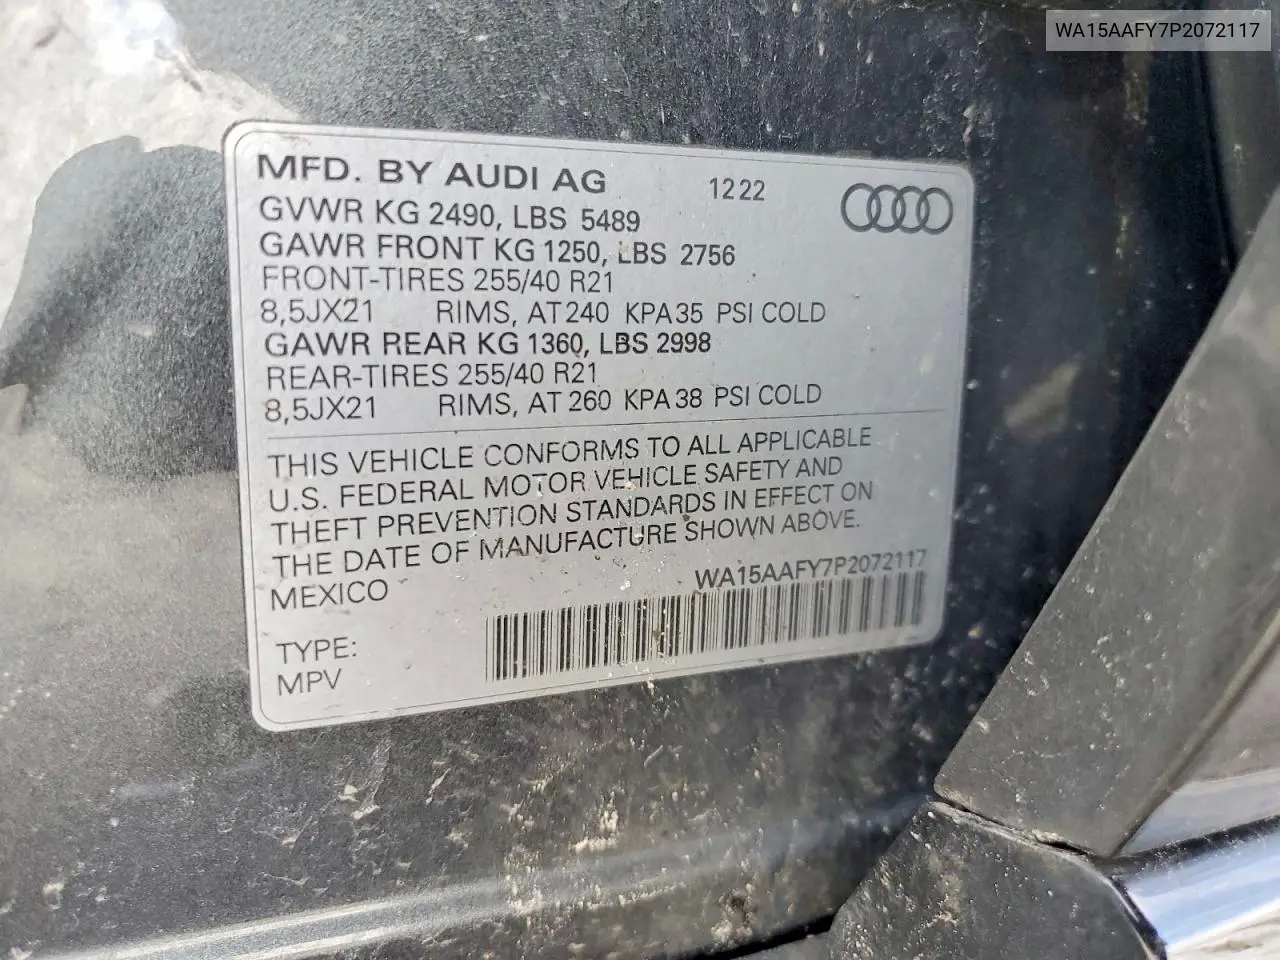 WA15AAFY7P2072117
MFD. BY AUDI AG 12 22
GVWR KG 2490, LBS 5489
GAWR FRONT KG 1250, LBS 2756
FRONT-TIRES 255/40 R21
8,5JX21 RIMS, AT 240 KPA 35 PSI COLD
GAWR REAR KG 1360, LBS 2998
REAR-TIRES 255/40 R21
8,5JX21 RIMS, AT 260 KPA 38 PSI COLD
THIS VEHICLE CONFORMS TO ALL APPLICABLE
U.S. FEDERAL MOTOR VEHICLE SAFETY AND
THEFT PREVENTION STANDARDS IN EFFECT ON
THE DATE OF MANUFACTURE SHOWN ABOVE.
MEXICO WA15AAFY7P2072117
TYPE:
MPV